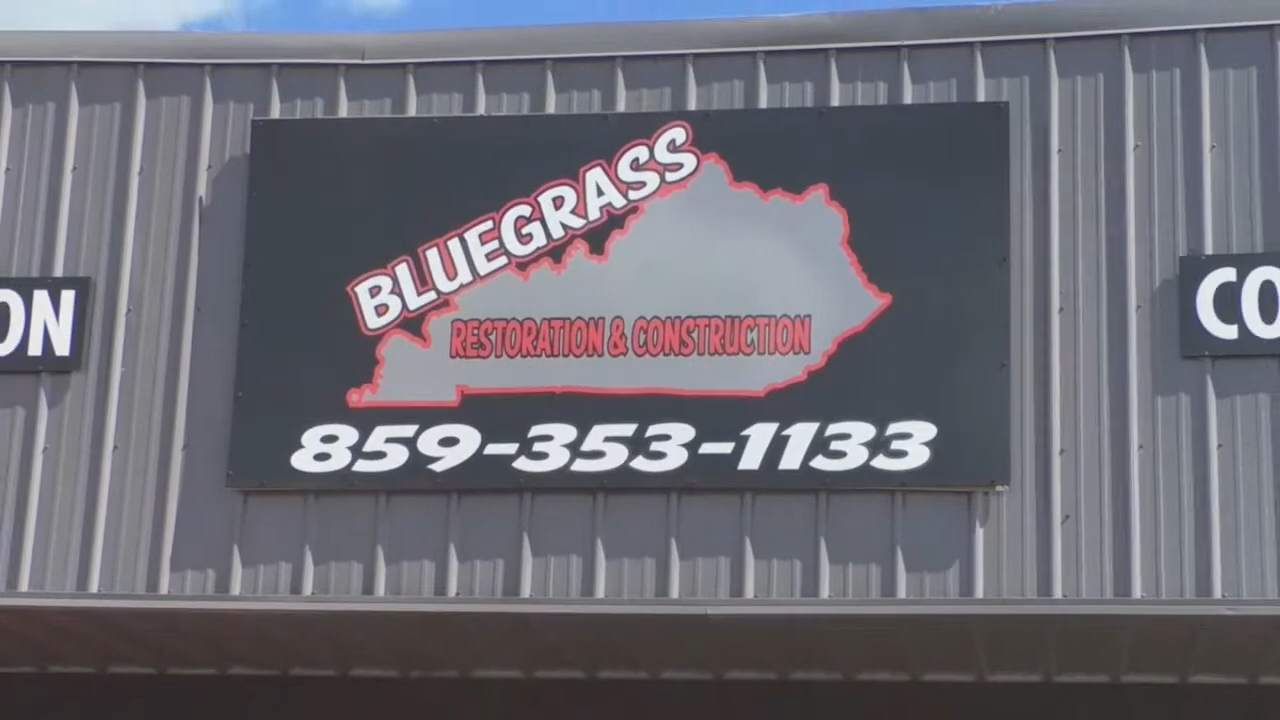 BLUEGRASS
RESTORATION & CONSTRUCTION
859-353-1133
ON
CO